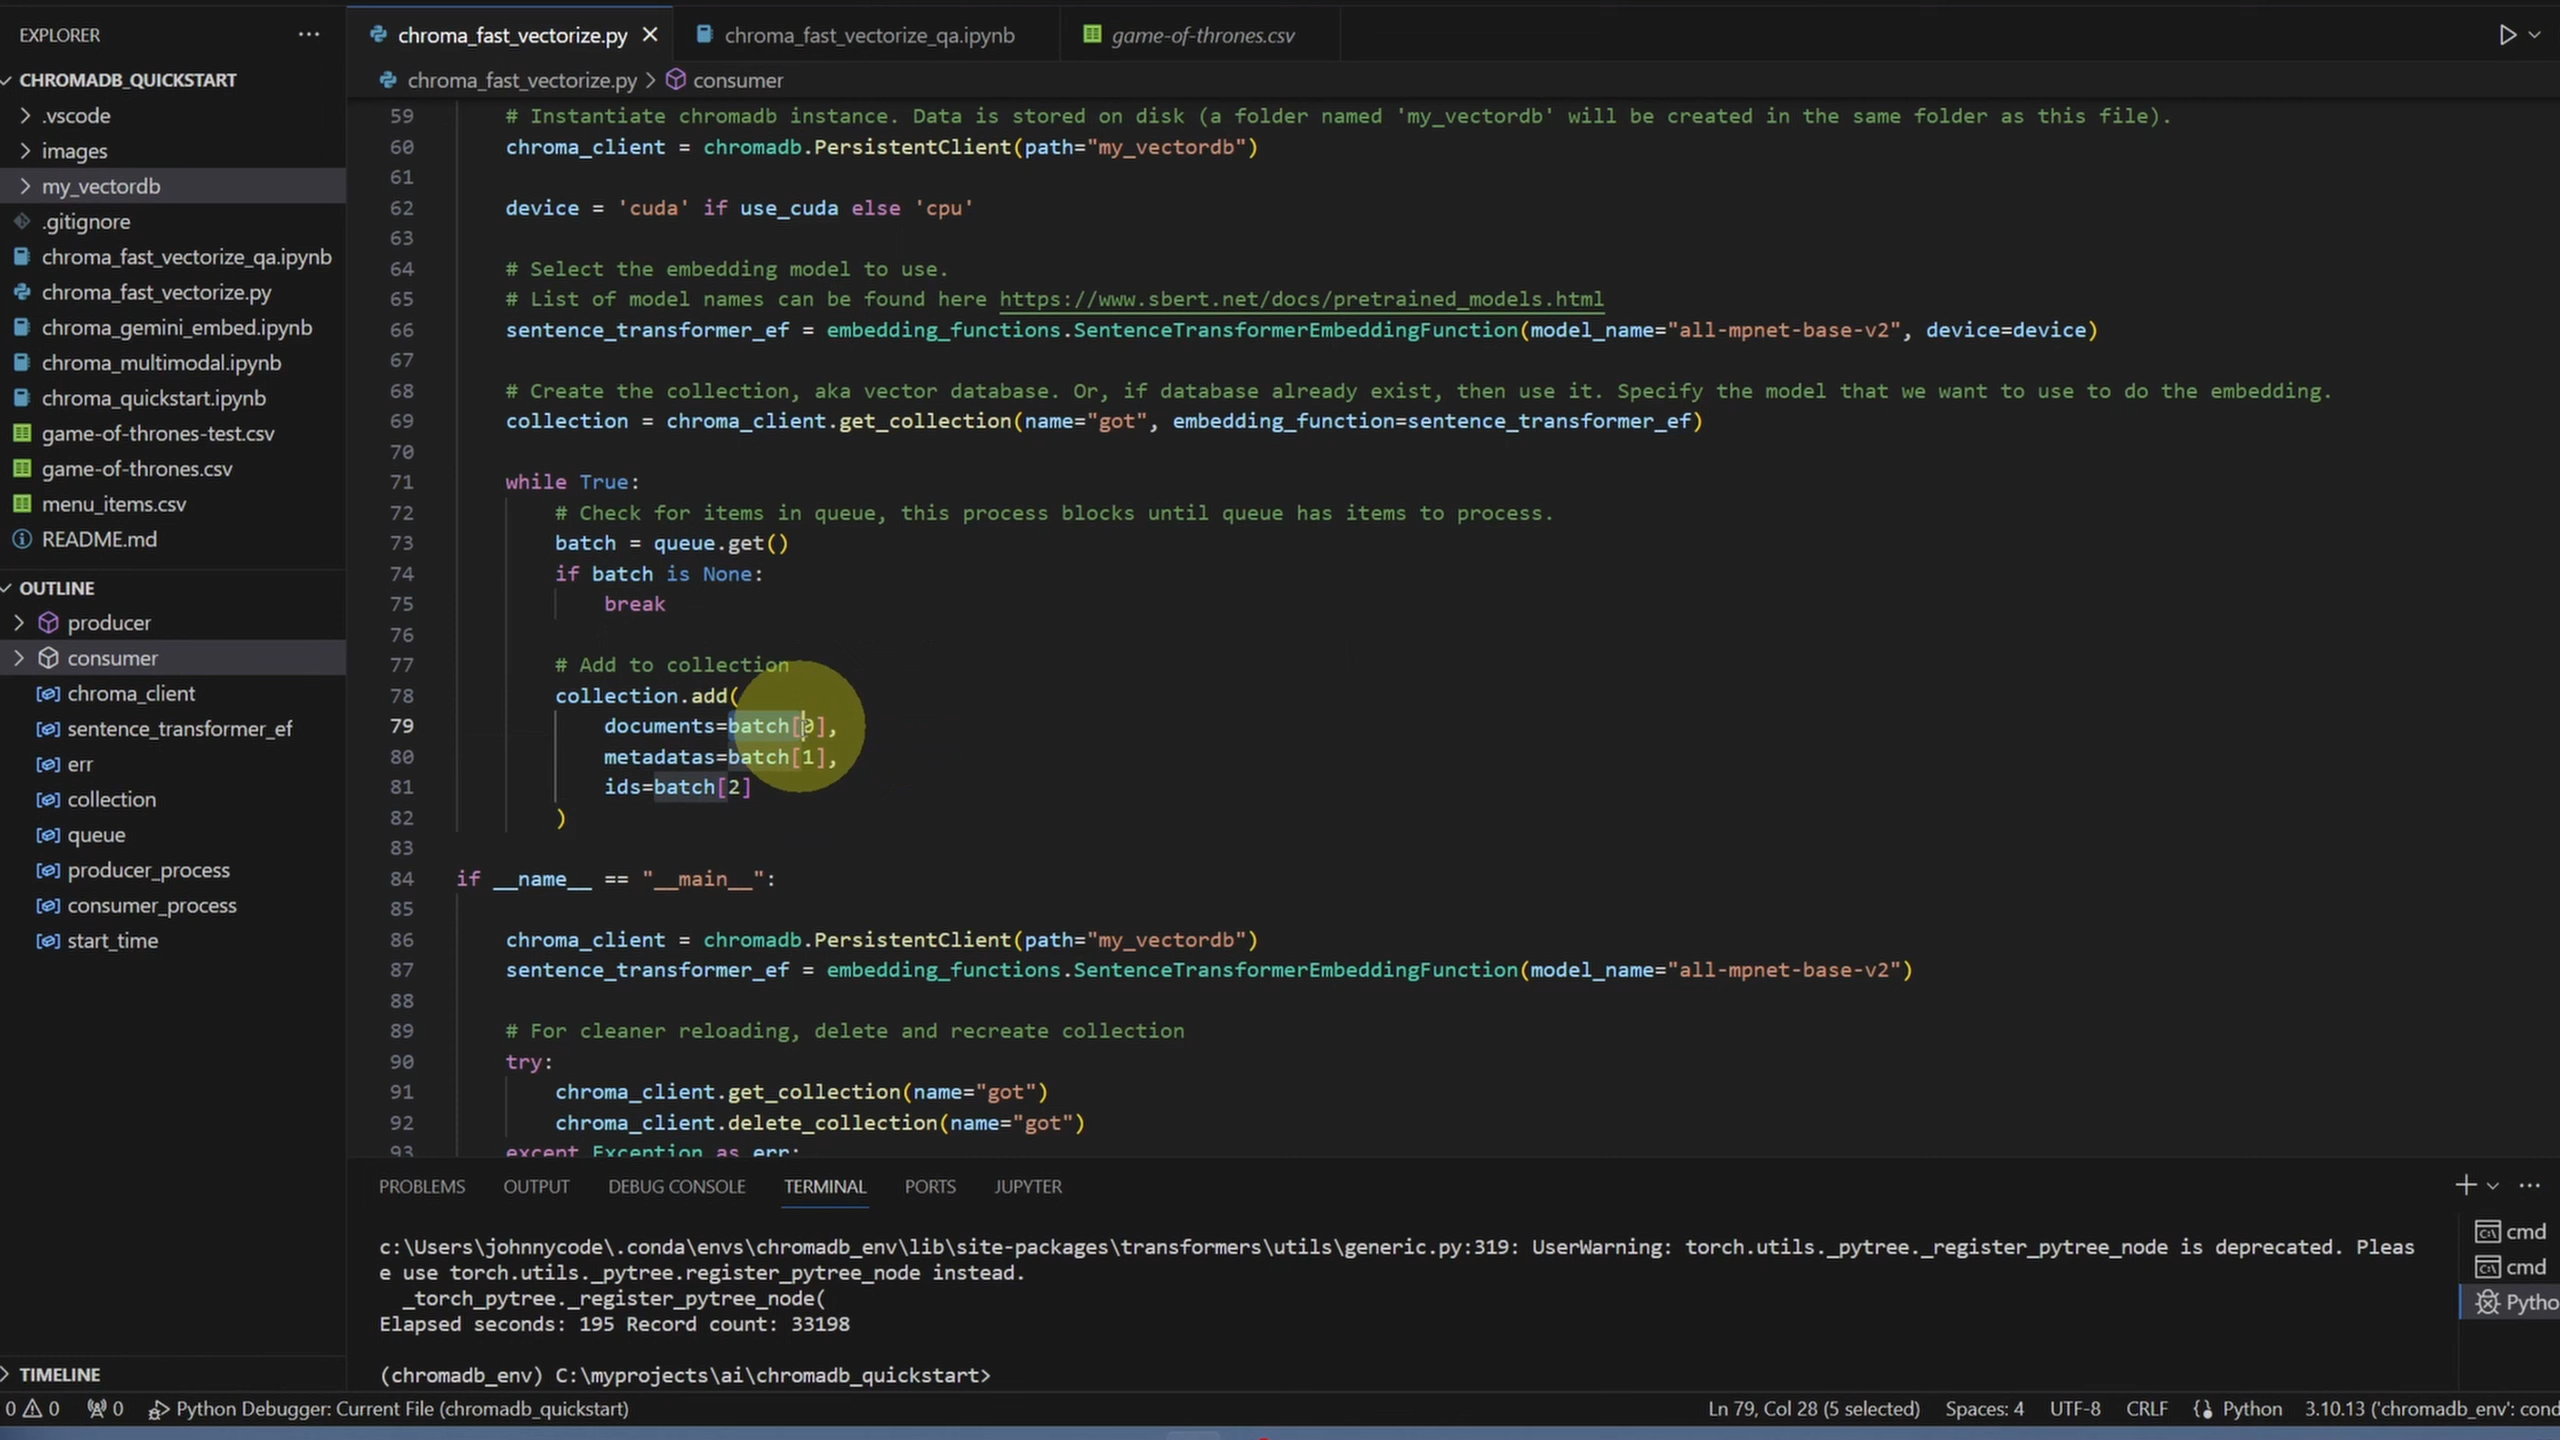 EXPLORER
CHROMADB_QUICKSTART
.vscode
images
my_vectordb
.gitignore
chroma_fast_vectorize_qa.ipynb
chroma_fast_vectorize.py
chroma_gemini_embed.ipynb
chroma_multimodal.ipynb
chroma_quickstart.ipynb
game-of-thrones-test.csv
game-of-thrones.csv
menu_items.csv
README.md
OUTLINE
producer
consumer
chroma_client
sentence_transformer_ef
err
collection
queue
producer_process
consumer_process
start_time
TIMELINE
chroma_fast_vectorize.py
chroma_fast_vectorize_qa.ipynb
game-of-thrones.csv
chroma_fast_vectorize.py > consumer
59 # Instantiate chromadb instance. Data is stored on disk (a folder named 'my_vectordb' will be created in the same folder as this file).
60 chroma_client = chromadb.PersistentClient(path="my_vectordb")
61
62 device = 'cuda' if use_cuda else 'cpu'
63
64 # Select the embedding model to use.
65 # List of model names can be found here https://www.sbert.net/docs/pretrained_models.html
66 sentence_transformer_ef = embedding_functions.SentenceTransformerEmbeddingFunction(model_name="all-mpnet-base-v2", device=device)
67
68 # Create the collection, aka vector database. Or, if database already exist, then use it. Specify the model that we want to use to do the embedding.
69 collection = chroma_client.get_collection(name="got", embedding_function=sentence_transformer_ef)
70
71 while True:
72 # Check for items in queue, this process blocks until queue has items to process.
73 batch = queue.get()
74 if batch is None:
75 break
76
77 # Add to collection
78 collection.add(
79 documents=batch[0],
80 metadatas=batch[1],
81 ids=batch[2]
82 )
83
84 if __name__ == "__main__":
85
86 chroma_client = chromadb.PersistentClient(path="my_vectordb")
87 sentence_transformer_ef = embedding_functions.SentenceTransformerEmbeddingFunction(model_name="all-mpnet-base-v2")
88
89 # For cleaner reloading, delete and recreate collection
90 try:
91 chroma_client.get_collection(name="got")
92 chroma_client.delete_collection(name="got")
93 except Exception as err:
PROBLEMS OUTPUT DEBUG CONSOLE TERMINAL PORTS JUPYTER
c:\Users\johnnycode\.conda\envs\chromadb_env\lib\site-packages\transformers\utils\generic.py:319: UserWarning: torch.utils._pytree._register_pytree_node is deprecated. Pleas
e use torch.utils._pytree.register_pytree_node instead.
_torch_pytree._register_pytree_node(
Elapsed seconds: 195 Record count: 33198
(chromadb_env) C:\myprojects\ai\chromadb_quickstart>
cmd
cmd
Pytho
0 0 0 Python Debugger: Current File (chromadb_quickstart) Ln 79, Col 28 (5 selected) Spaces: 4 UTF-8 CRLF Python 3.10.13 ('chromadb_env': cond